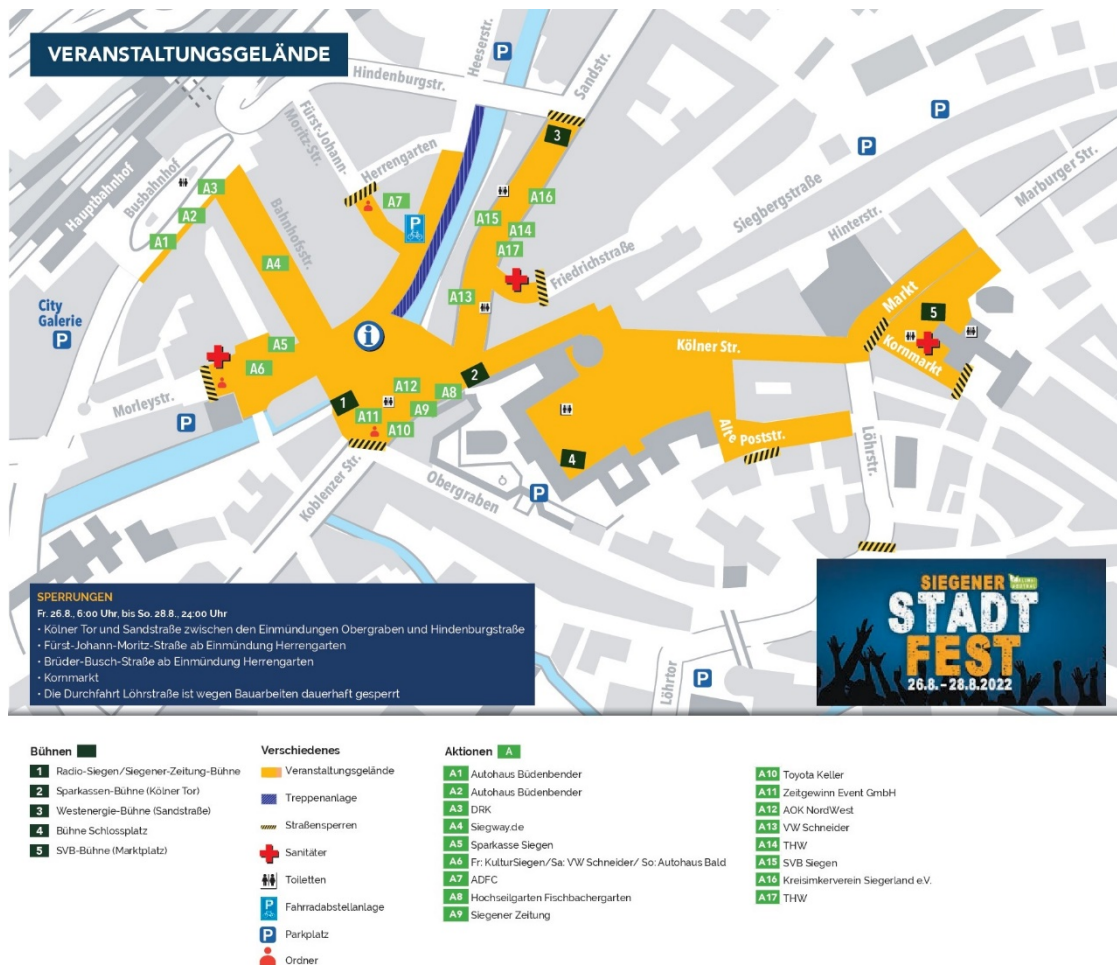 VERANSTALTUNGSGELÄNDE
Hindenburgstr.
Heeserstr.
Sandstr.
P
Fürst-Johann-
Moritz-Str.
Herrengarten
3
P
P
Marburger Str.
Hauptbahnhof
Busbahnhof
A3
A2
A1
A7
P
A16
A15
A14
A17
Siegbergstraße
Hinterstr.
Bahnhofsstr.
A4
Friedrichstraße
City
Galerie
P
A13
i
Markt
5
Kornmarkt
A5
A6
Kölner Str.
2
A12
A8
A9
1
A11
A10
Morleystr.
P
4
Alte Poststr.
Löhrstr.
Koblenzer Str.
Obergraben
P
Löhrtor
P
SPERRUNGEN
Fr. 26.8., 6:00 Uhr, bis So. 28.8., 24:00 Uhr
• Kölner Tor und Sandstraße zwischen den Einmündungen Obergraben und Hindenburgstraße
• Fürst-Johann-Moritz-Straße ab Einmündung Herrengarten
• Brüder-Busch-Straße ab Einmündung Herrengarten
• Kornmarkt
• Die Durchfahrt Löhrstraße ist wegen Bauarbeiten dauerhaft gesperrt
SIEGENER
STADT
FEST
26.8. – 28.8.2022
Bühnen
1 Radio-Siegen/Siegener-Zeitung-Bühne
2 Sparkassen-Bühne (Kölner Tor)
3 Westenergie-Bühne (Sandstraße)
4 Bühne Schlossplatz
5 SVB-Bühne (Marktplatz)
Verschiedenes
Veranstaltungsgelände
Treppenanlage
Straßensperren
Sanitäter
Toiletten
P Fahrradabstellanlage
P Parkplatz
Ordner
Aktionen A
A1 Autohaus Büdenbender
A2 Autohaus Büdenbender
A3 DRK
A4 Siegway.de
A5 Sparkasse Siegen
A6 Fr: KulturSiegen/Sa: VW Schneider/ So: Autohaus Bald
A7 ADFC
A8 Hochseilgarten Fischbachergarten
A9 Siegener Zeitung
A10 Toyota Keller
A11 Zeitgewinn Event GmbH
A12 AOK NordWest
A13 VW Schneider
A14 THW
A15 SVB Siegen
A16 Kreisimkerverein Siegerland e.V.
A17 THW